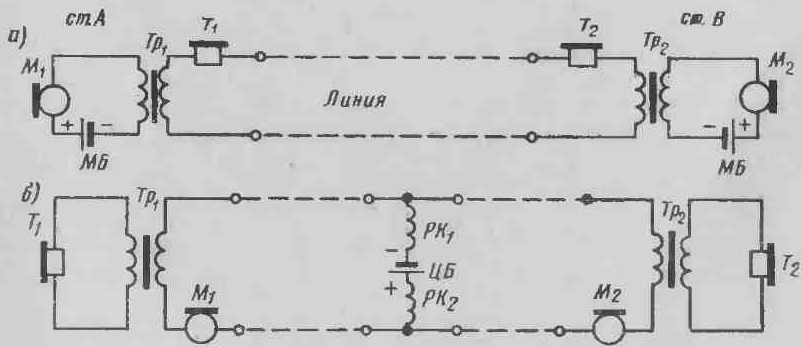 ст. А
ст. В
а)
М₁
Тр₁
Т₁
Т₂
Тр₂
М₂
Линия
+ -
МБ
- +
МБ
б)
Т₁
Тр₁
М₁
РК₁
-
ЦБ
+
РК₂
М₂
Тр₂
Т₂